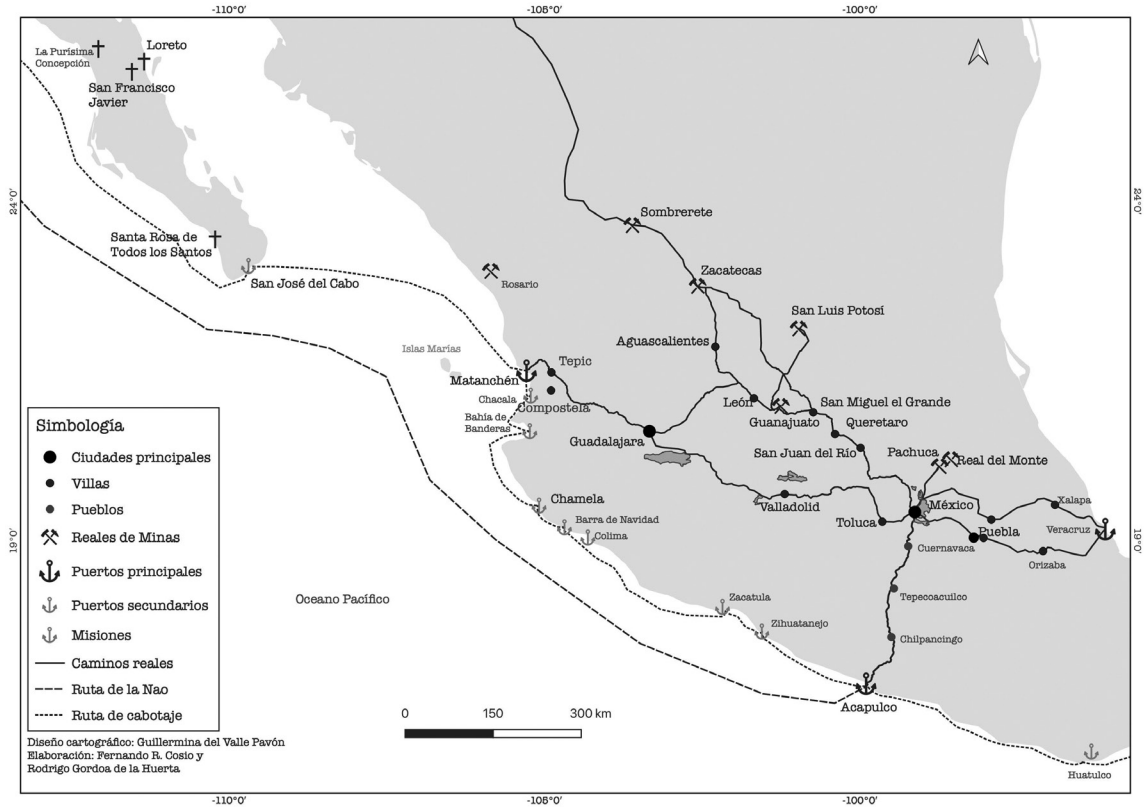 -110°0'
-108°0'
-100°0'
La Purísima
Concepción
Loreto
San Francisco
Javier
24°0'
24°0'
Sombrerete
Santa Rosa de
Todos los Santos
San José del Cabo
Rosario
Zacatecas
San Luis Potosí
Aguascalientes
Islas Marías
Tepic
Matanchén
Chacala
Compostela
Bahía de
Banderas
León
Guanajuato
San Miguel el Grande
Queretaro
Guadalajara
San Juan del Río
Pachuca
Real del Monte
Valladolid
Toluca
México
Xalapa
Veracruz
Puebla
Orizaba
19°0'
19°0'
Chamela
Barra de Navidad
Colima
Cuernavaca
Tepecoacuilco
Chilpancingo
Zacatula
Zihuatanejo
Oceano Pacífico
Acapulco
Huatulco
Simbología
Ciudades principales
Villas
Pueblos
Reales de Minas
Puertos principales
Puertos secundarios
Misiones
Caminos reales
Ruta de la Nao
Ruta de cabotaje
0 150 300 km
Diseño cartográfico: Guillermina del Valle Pavón
Elaboración: Fernando R. Cosio y
Rodrigo Gordoa de la Huerta
-110°0'
-108°0'
-100°0'